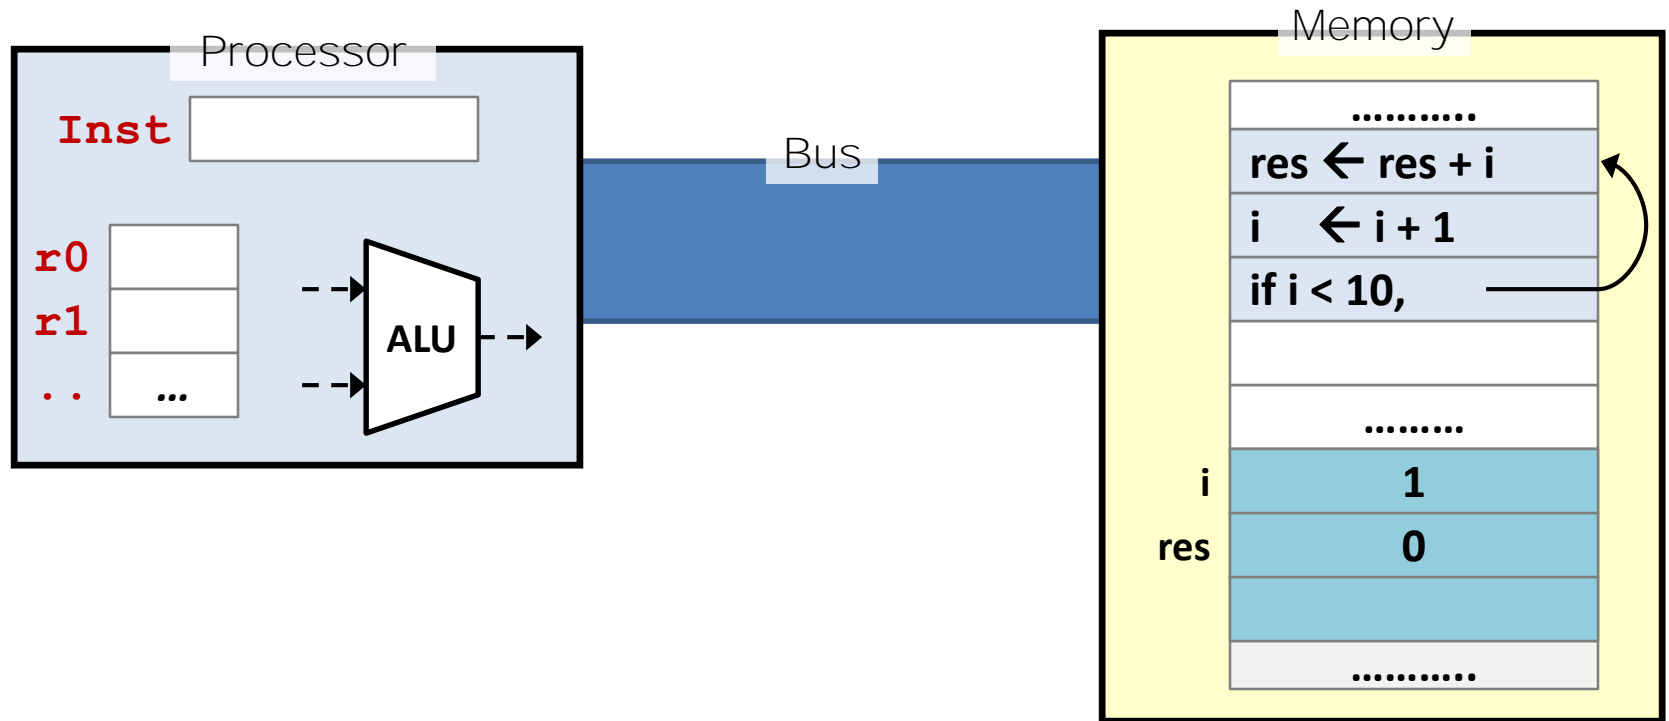 Processor
Inst
r0
r1
.. …
ALU
Bus
Memory
………..
res ← res + i
i ← i + 1
if i < 10,
………
i 1
res 0
………..